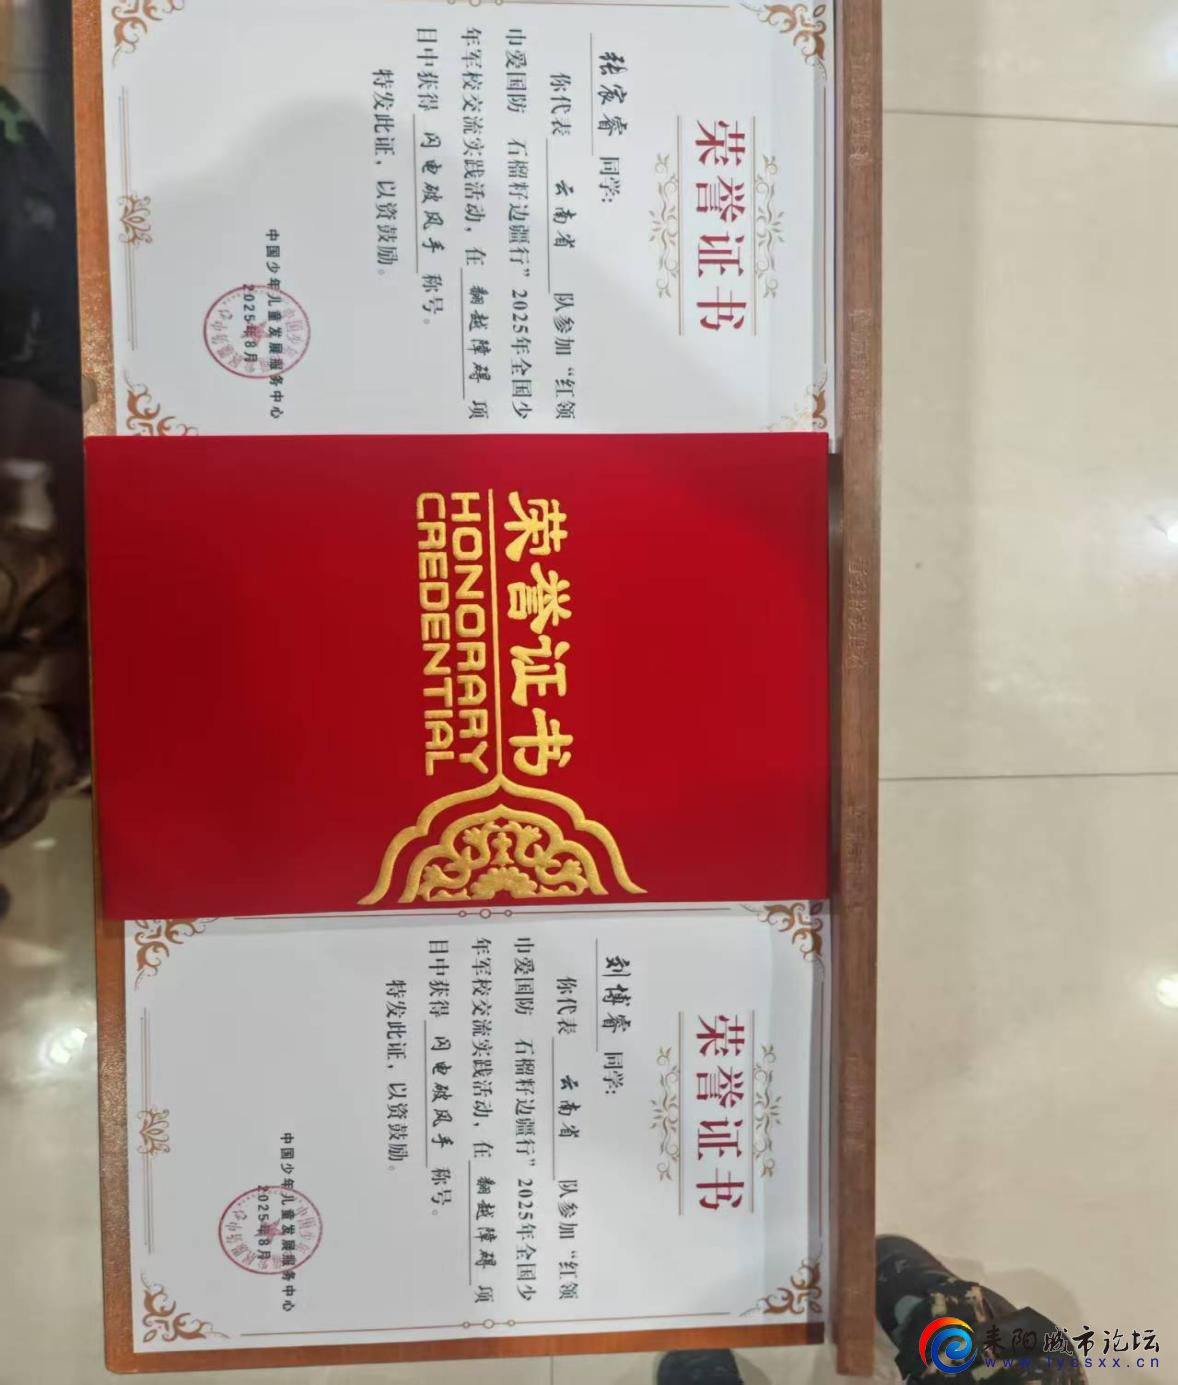 荣誉证书
张宸睿 同学:
你代表 云南省 队参加“红领
巾爱国防 石榴籽边疆行”2025年全国少
年军校交流实践活动，在 翻越障碍 项
目中获得 闪电破风手 称号。
特发此证，以资鼓励。
中国少年儿童发展服务中心
2025年8月
荣誉证书
HONORARY
CREDENTIAL
荣誉证书
刘博睿 同学:
你代表 云南省 队参加“红领
巾爱国防 石榴籽边疆行”2025年全国少
年军校交流实践活动，在 翻越障碍 项
目中获得 闪电破风手 称号。
特发此证，以资鼓励。
中国少年儿童发展服务中心
2025年8月
耒阳城市论坛
www.lycsxx.cn